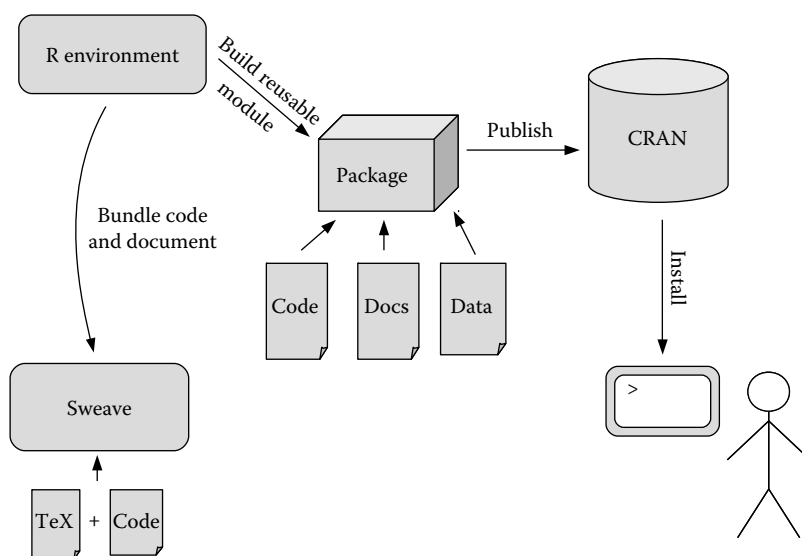 R environment
Build reusable
module
Package
Publish
CRAN
Bundle code
and document
Code
Docs
Data
Install
>
Sweave
TeX + Code